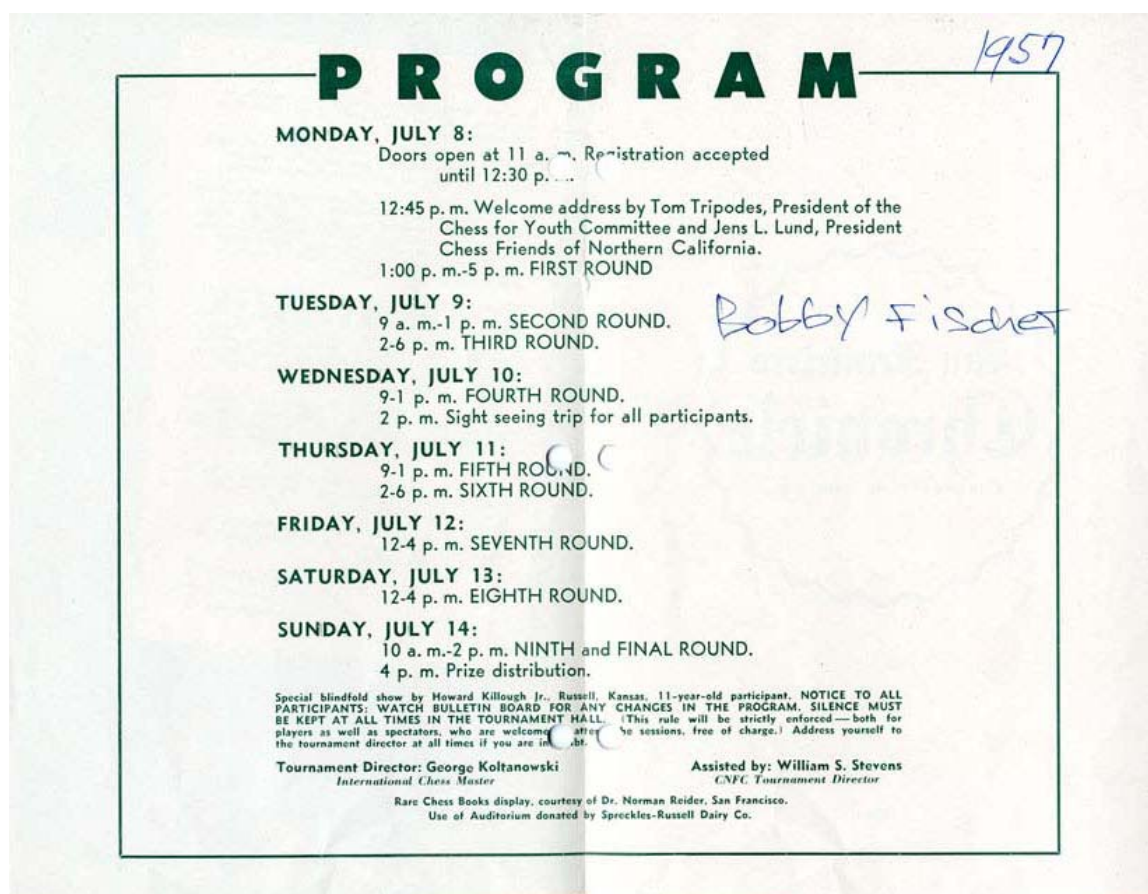 1957
PROGRAM
MONDAY, JULY 8:
Doors open at 11 a. m. Registration accepted
until 12:30 p.
12:45 p. m. Welcome address by Tom Tripodes, President of the
Chess for Youth Committee and Jens L. Lund, President
Chess Friends of Northern California.
1:00 p. m.-5 p. m. FIRST ROUND
TUESDAY, JULY 9:
9 a. m.-1 p. m. SECOND ROUND.
Bobby Fischer
2-6 p. m. THIRD ROUND.
WEDNESDAY, JULY 10:
9-1 p. m. FOURTH ROUND.
2 p. m. Sight seeing trip for all participants.
THURSDAY, JULY 11:
9-1 p. m. FIFTH ROUND.
2-6 p. m. SIXTH ROUND.
FRIDAY, JULY 12:
12-4 p. m. SEVENTH ROUND.
SATURDAY, JULY 13:
12-4 p. m. EIGHTH ROUND.
SUNDAY, JULY 14:
10 a. m.-2 p. m. NINTH and FINAL ROUND.
4 p. m. Prize distribution.
Special blindfold show by Howard Killough Jr., Russell, Kansas, 11-year-old participant. NOTICE TO ALL
PARTICIPANTS: WATCH BULLETIN BOARD FOR ANY CHANGES IN THE PROGRAM. SILENCE MUST
BE KEPT AT ALL TIMES IN THE TOURNAMENT HALL. (This rule will be strictly enforced — both for
players as well as spectators, who are welcome sessions, free of charge.) Address yourself to
the tournament director at all times if you are in
Tournament Director: George Koltanowski
Assisted by: William S. Stevens
International Chess Master
CNFC Tournament Director
Rare Chess Books display, courtesy of Dr. Norman Reider, San Francisco.
Use of Auditorium donated by Spreckles-Russell Dairy Co.